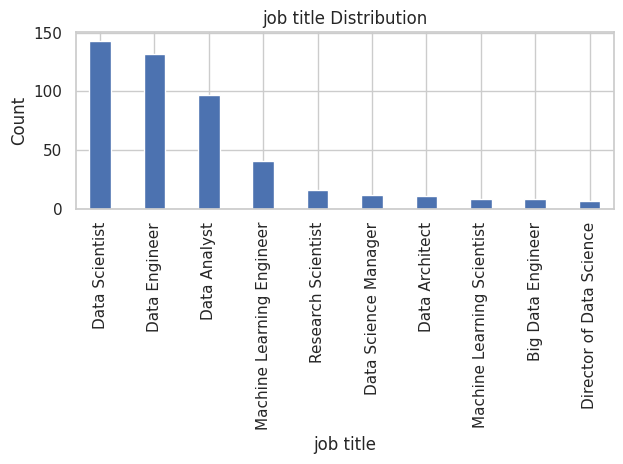 job title Distribution
150
100
50
0
Count
Data Scientist
Data Engineer
Data Analyst
Machine Learning Engineer
Research Scientist
Data Science Manager
Data Architect
Machine Learning Scientist
Big Data Engineer
Director of Data Science
job title